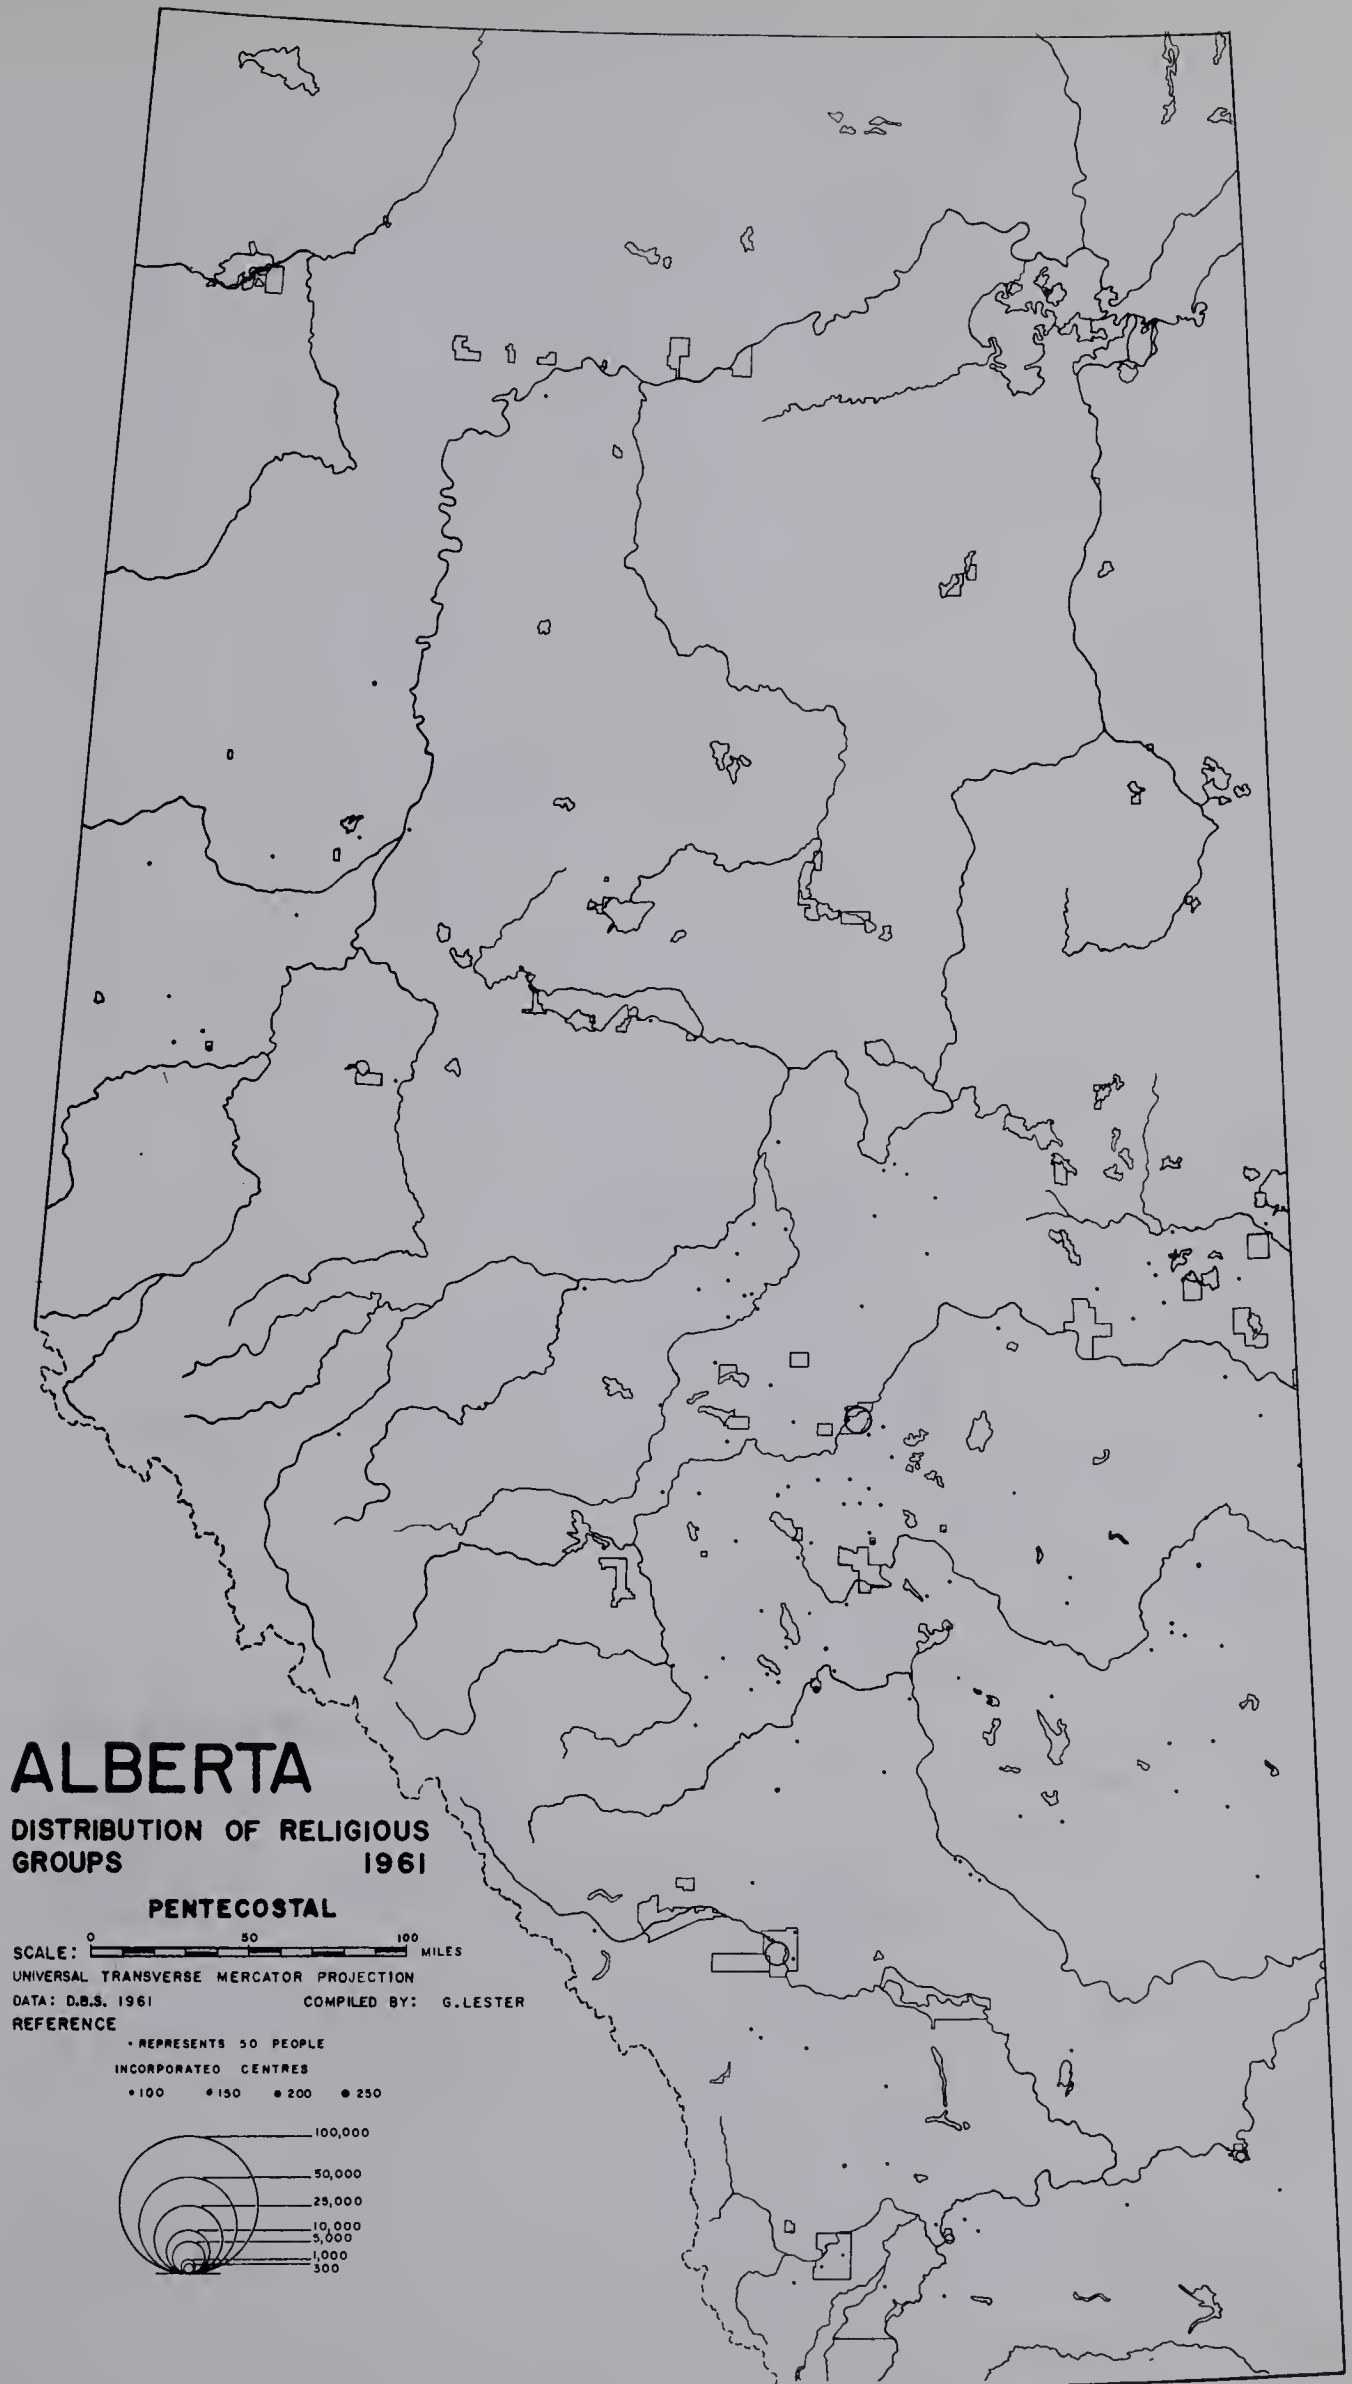 ALBERTA
DISTRIBUTION OF RELIGIOUS
GROUPS 1961
PENTECOSTAL
0 50 100
SCALE: MILES
UNIVERSAL TRANSVERSE MERCATOR PROJECTION
DATA: D.B.S. 1961 COMPILED BY: G. LESTER
REFERENCE
• REPRESENTS 50 PEOPLE
INCORPORATED CENTRES
•100 •150 •200 •250
100,000
50,000
25,000
10,000
5,000
1,000
300